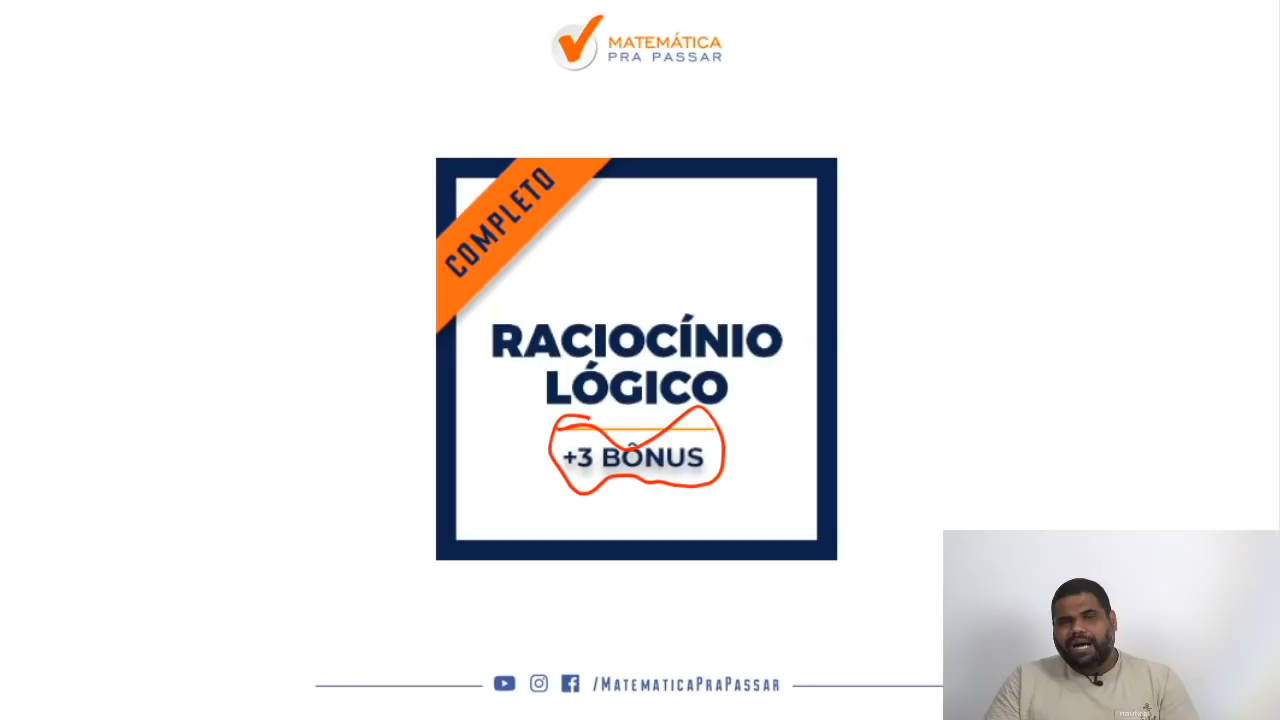 MATEMÁTICA
PRA PASSAR
COMPLETO
RACIOCÍNIO
LÓGICO
+3 BÔNUS
/MATEMATICAPRAPASSAR